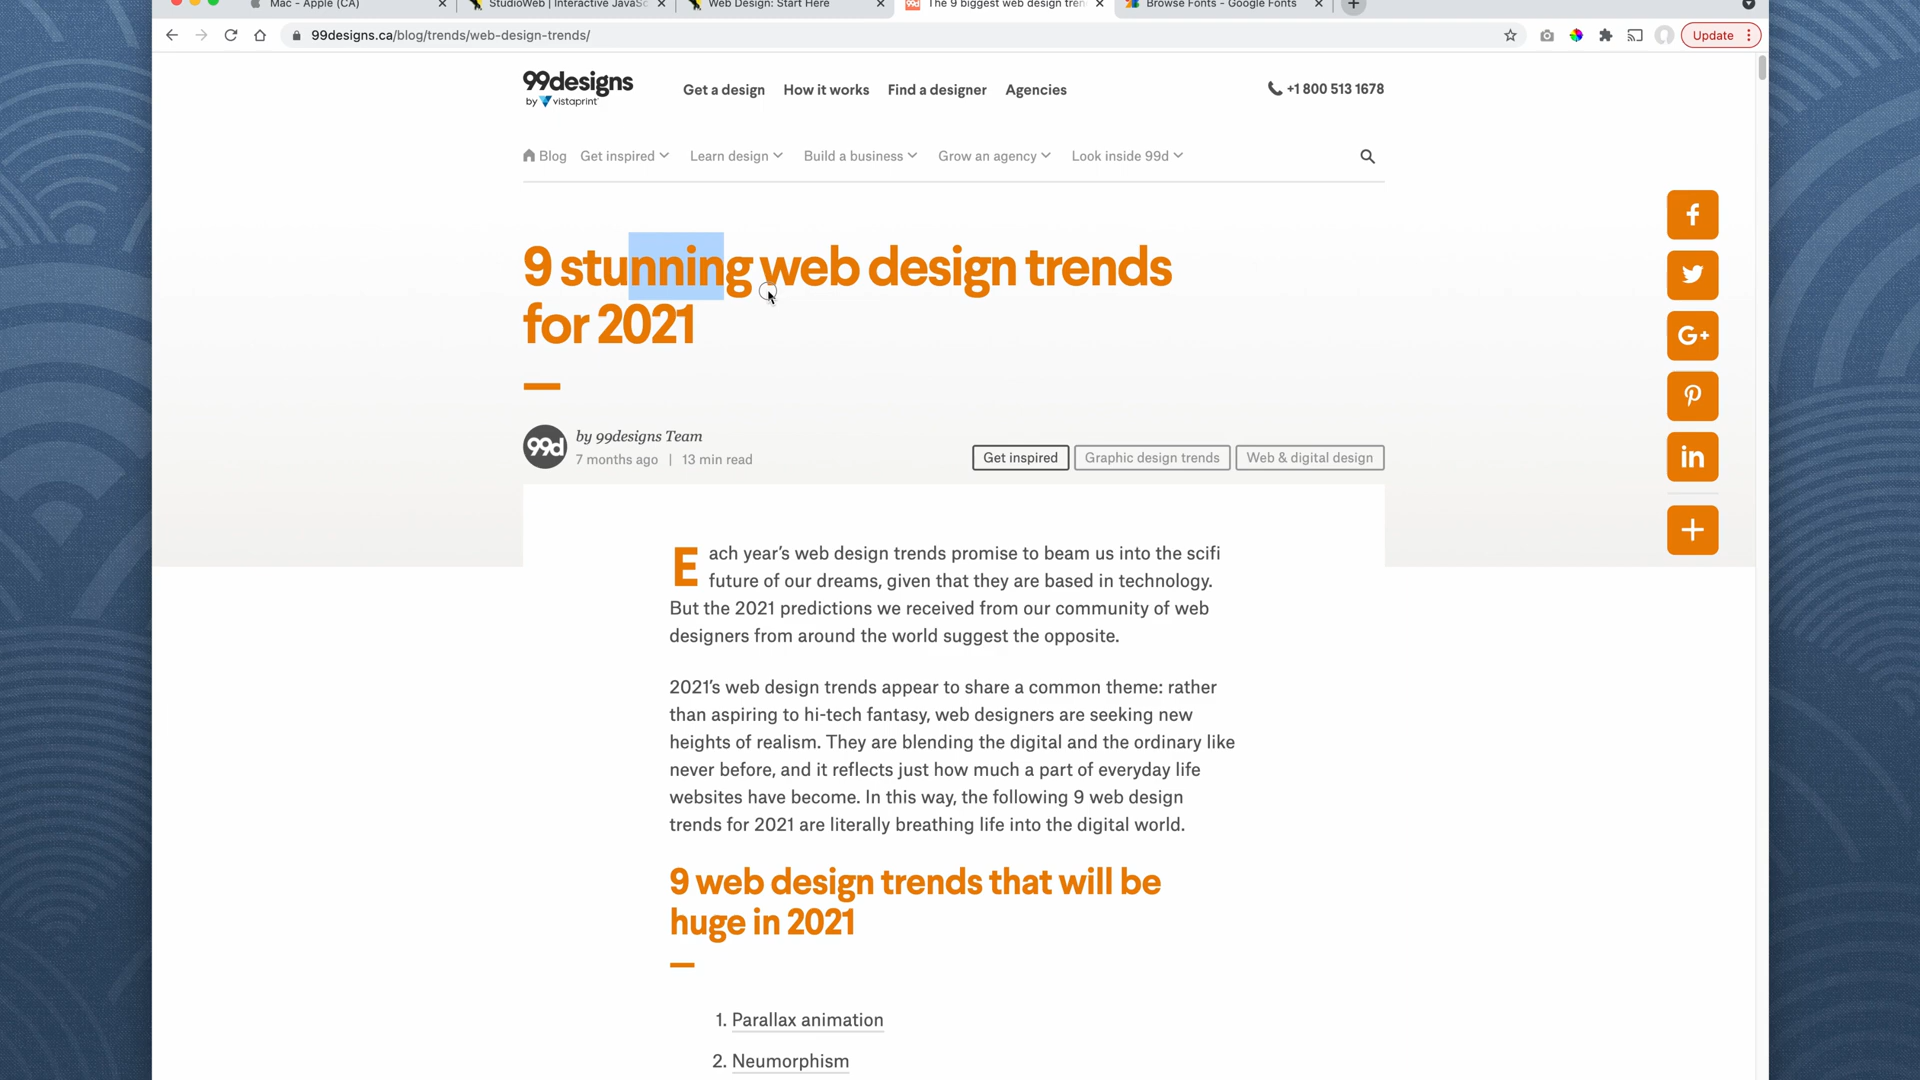 Mac - Apple (CA)
StudioWeb | Interactive JavaSc
Web Design: Start Here
The 9 biggest web design tren
Browse Fonts - Google Fonts
99designs.ca/blog/trends/web-design-trends/
Update
99designs
by vistaprint
Get a design
How it works
Find a designer
Agencies
+1 800 513 1678
Blog
Get inspired
Learn design
Build a business
Grow an agency
Look inside 99d
9 stunning web design trends
for 2021
99d
by 99designs Team
7 months ago | 13 min read
Get inspired
Graphic design trends
Web & digital design
Each year's web design trends promise to beam us into the scifi
future of our dreams, given that they are based in technology.
But the 2021 predictions we received from our community of web
designers from around the world suggest the opposite.
2021's web design trends appear to share a common theme: rather
than aspiring to hi-tech fantasy, web designers are seeking new
heights of realism. They are blending the digital and the ordinary like
never before, and it reflects just how much a part of everyday life
websites have become. In this way, the following 9 web design
trends for 2021 are literally breathing life into the digital world.
9 web design trends that will be
huge in 2021
1. Parallax animation
2. Neumorphism